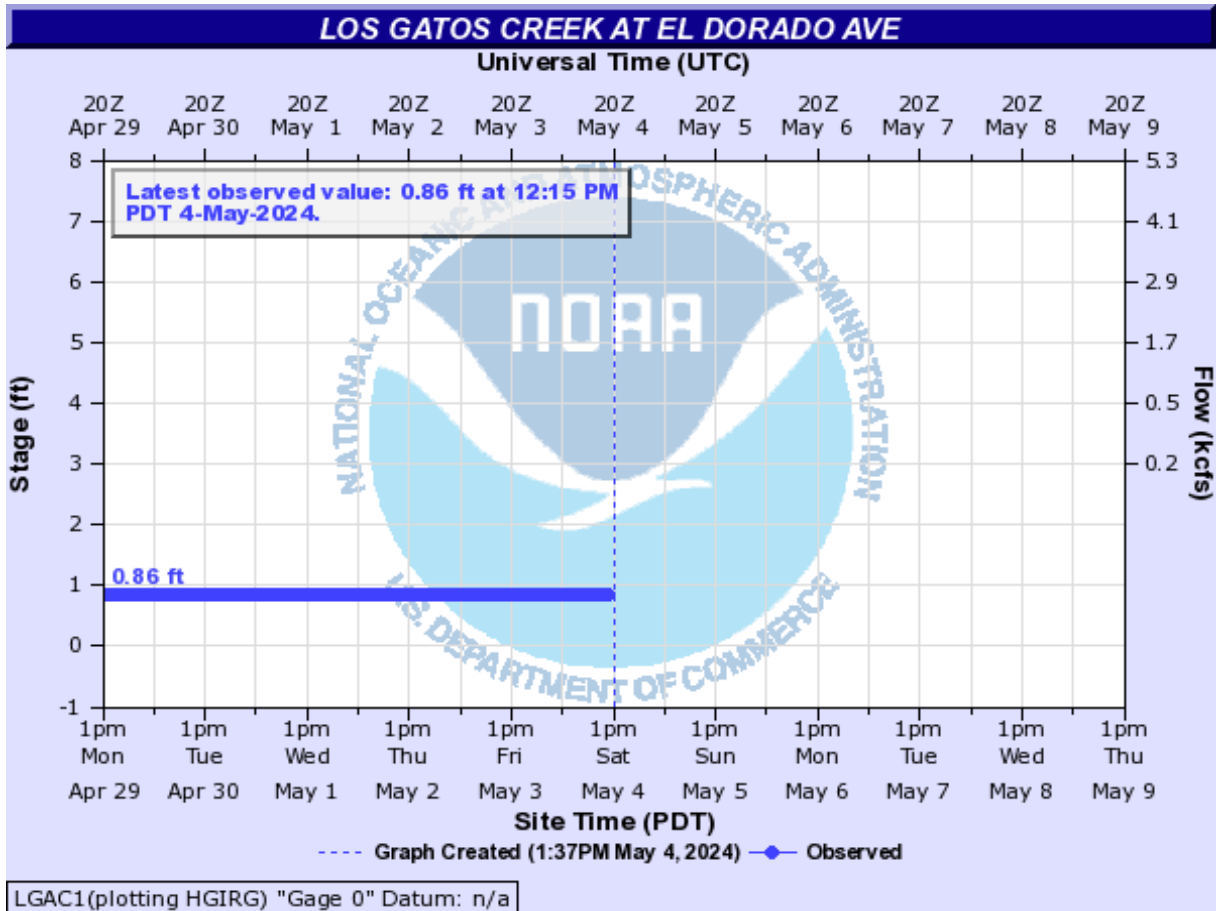 LOS GATOS CREEK AT EL DORADO AVE
Universal Time (UTC)
20Z 20Z 20Z 20Z 20Z 20Z 20Z 20Z 20Z 20Z 20Z
Apr 29 Apr 30 May 1 May 2 May 3 May 4 May 5 May 6 May 7 May 8 May 9
Latest observed value: 0.86 ft at 12:15 PM
PDT 4-May-2024.
Stage (ft)
8
7
6
5
4
3
2
1
0
-1
5.3
4.1
2.9
1.7
0.5
0.2
Flow (kcfs)
NATIONAL OCEANIC AND ATMOSPHERIC ADMINISTRATION
NOAA
U.S. DEPARTMENT OF COMMERCE
0.86 ft
1pm 1pm 1pm 1pm 1pm 1pm 1pm 1pm 1pm 1pm 1pm
Mon Tue Wed Thu Fri Sat Sun Mon Tue Wed Thu
Apr 29 Apr 30 May 1 May 2 May 3 May 4 May 5 May 6 May 7 May 8 May 9
Site Time (PDT)
Graph Created (1:37PM May 4, 2024) Observed
LGAC1(plotting HGIRG) "Gage 0" Datum: n/a